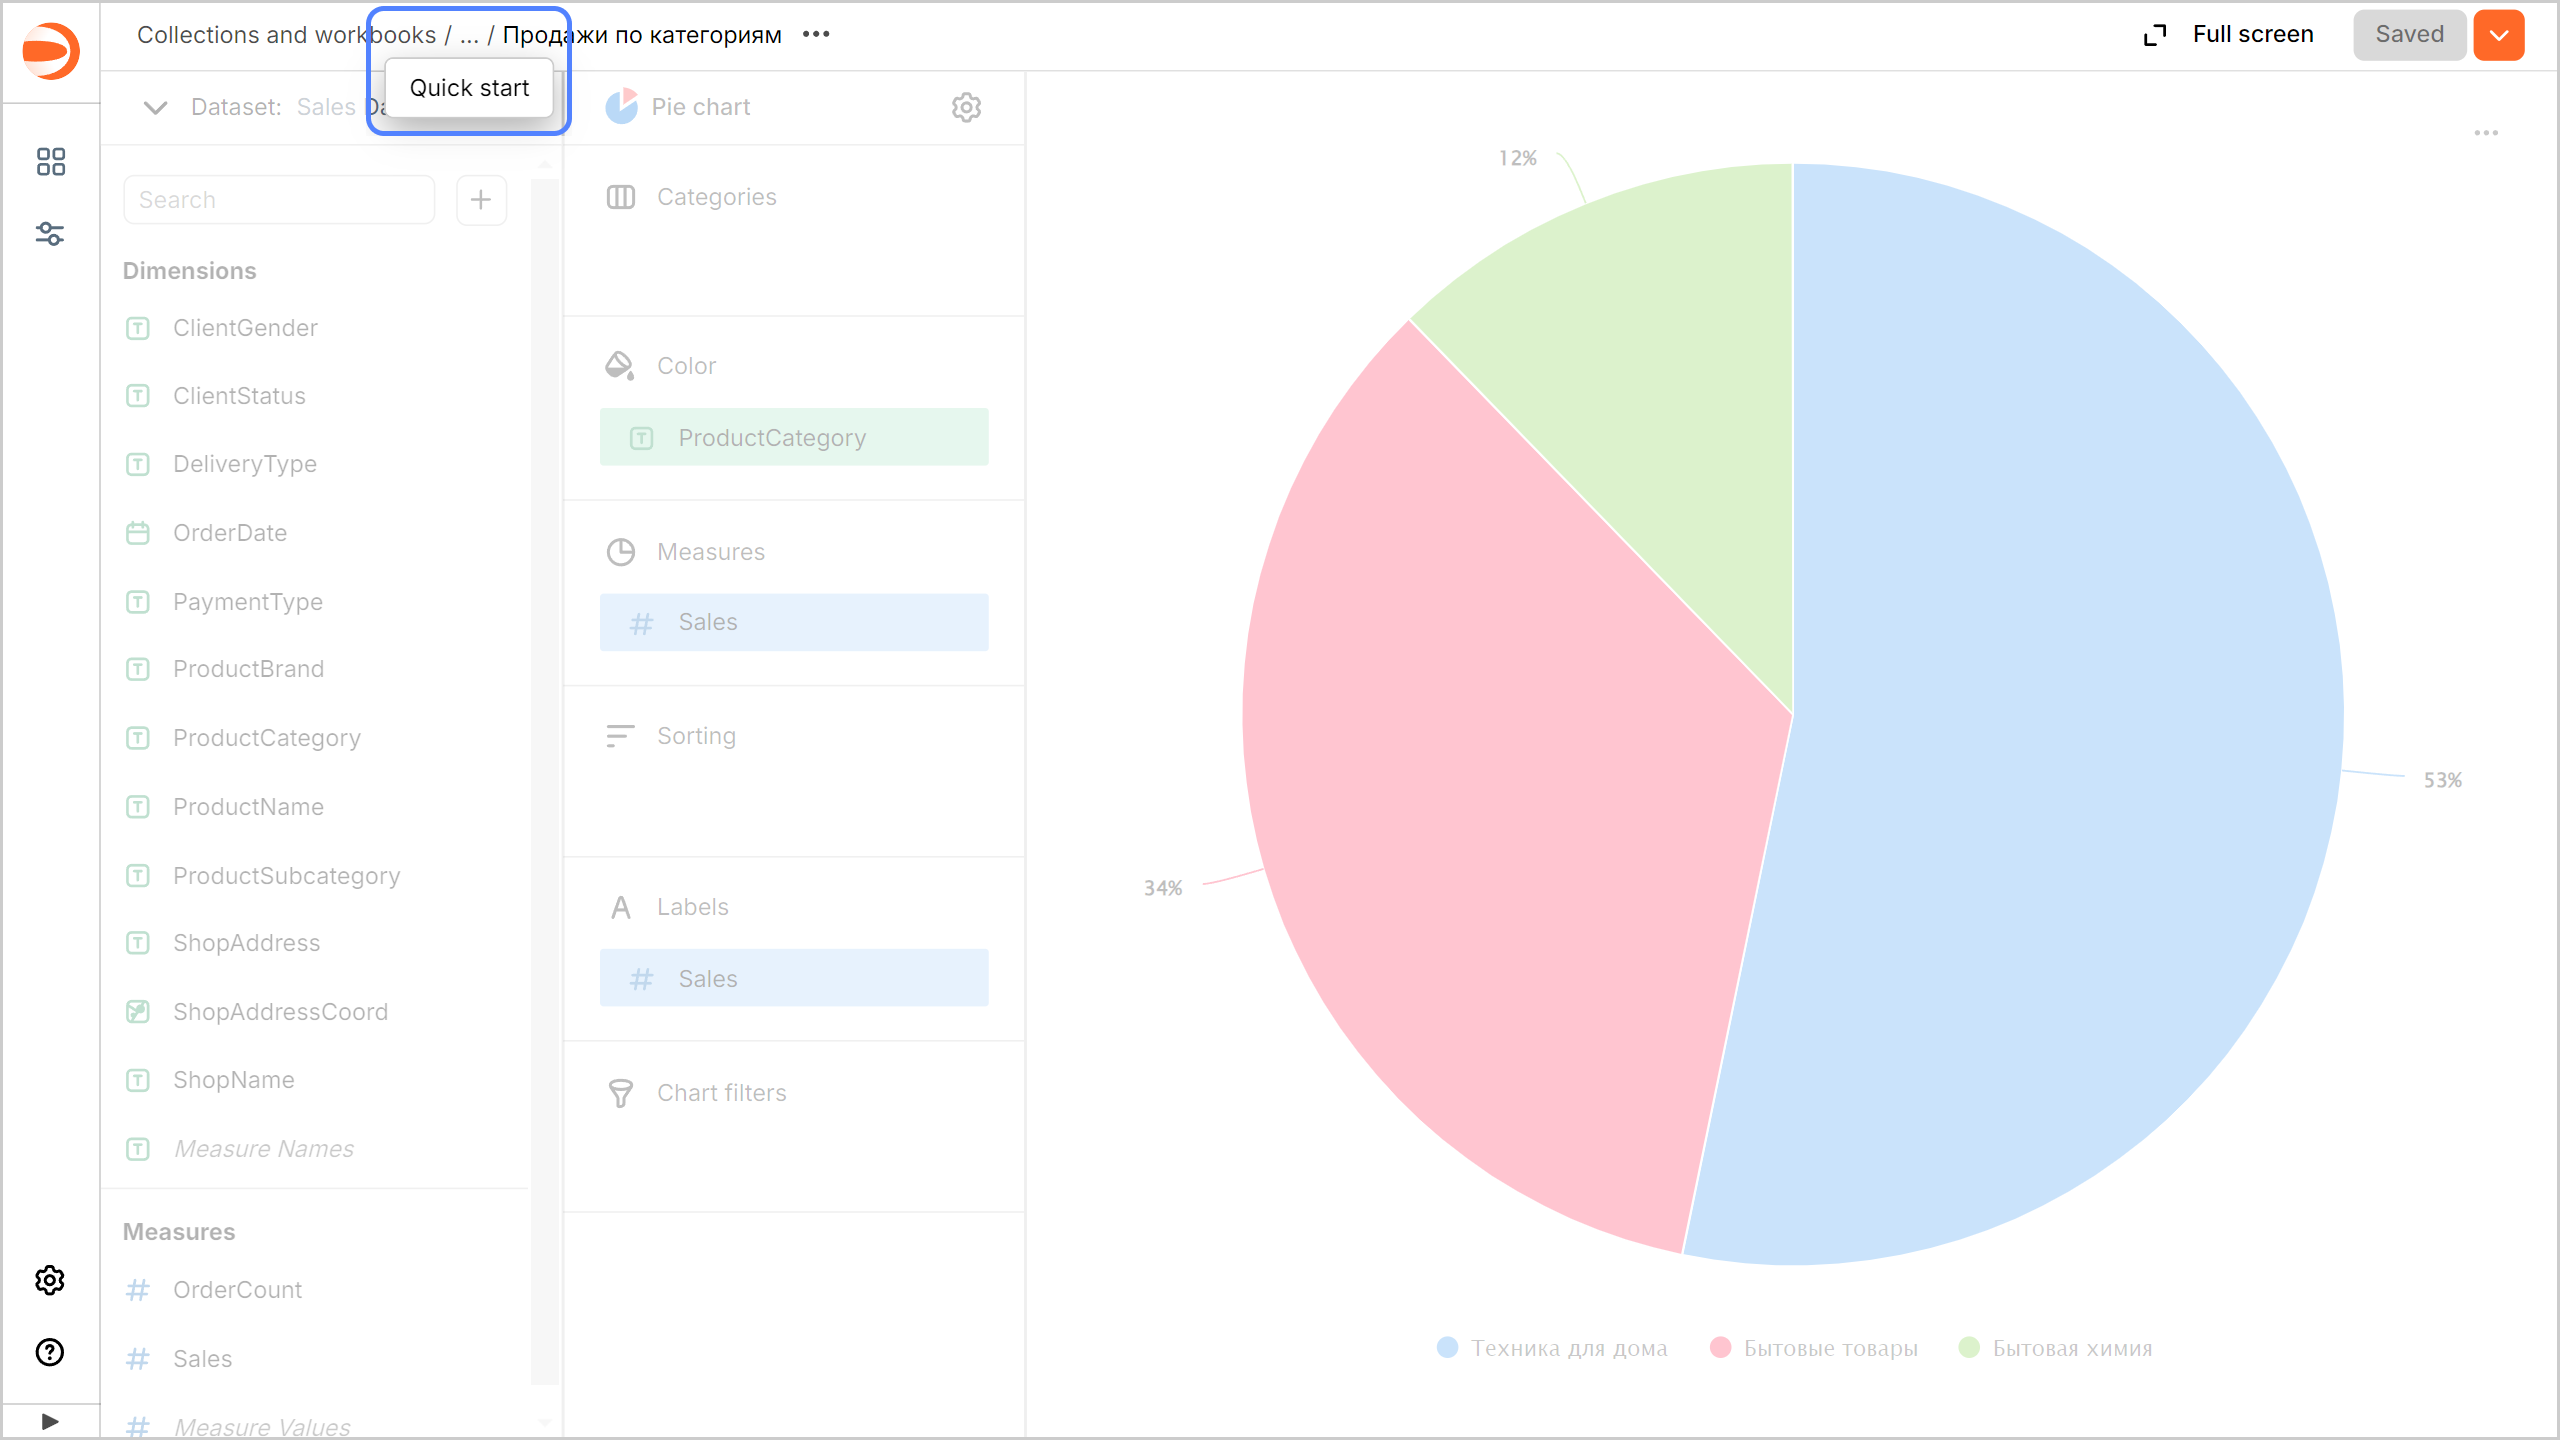 Collections and workbooks / ... / Продажи по категориям
Full screen
Saved
Quick start
Dataset: Sales Da
Search
Dimensions
ClientGender
ClientStatus
DeliveryType
OrderDate
PaymentType
ProductBrand
ProductCategory
ProductName
ProductSubcategory
ShopAddress
ShopAddressCoord
ShopName
Measure Names
Measures
OrderCount
Sales
Measure Values
Pie chart
Categories
Color
ProductCategory
Measures
Sales
Sorting
Labels
Sales
Chart filters
12%
53%
34%
Техника для дома
Бытовые товары
Бытовая химия